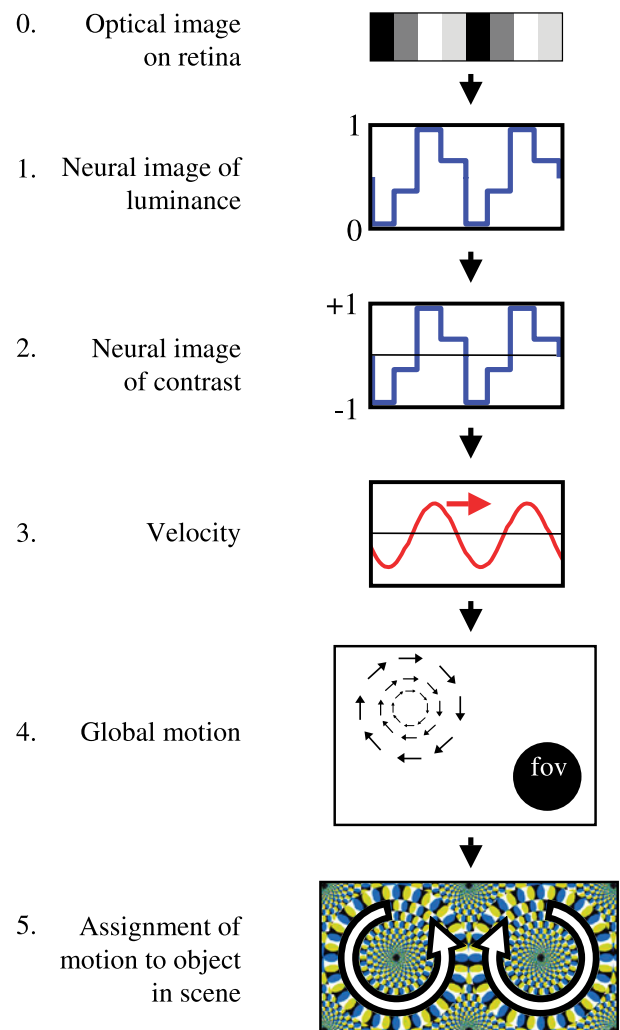 0. Optical image
on retina
1
1. Neural image of
luminance
0
+1
2. Neural image
of contrast
-1
3. Velocity
4. Global motion
fov
5. Assignment of
motion to object
in scene